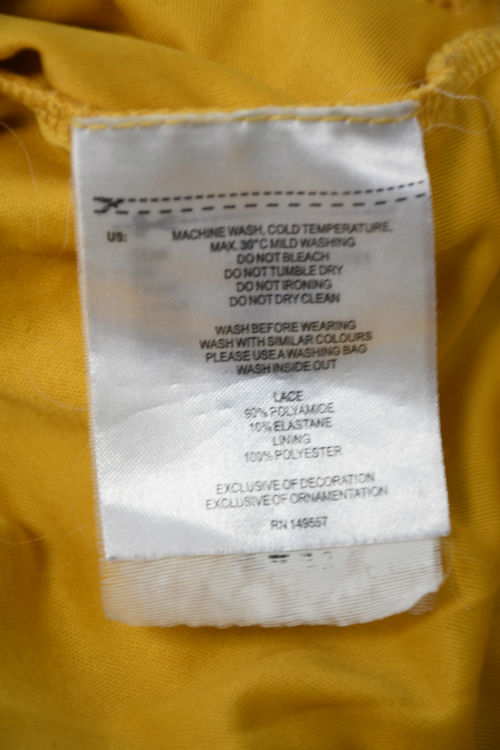 US:
MACHINE WASH, COLD TEMPERATURE,
MAX. 30°C MILD WASHING
DO NOT BLEACH
DO NOT TUMBLE DRY
DO NOT IRONING
DO NOT DRY CLEAN
WASH BEFORE WEARING
WASH WITH SIMILAR COLOURS
PLEASE USE A WASHING BAG
WASH INSIDE OUT
LACE
90% POLYAMIDE
10% ELASTANE
LINING
100% POLYESTER
EXCLUSIVE OF DECORATION
EXCLUSIVE OF ORNAMENTATION
RN 149557